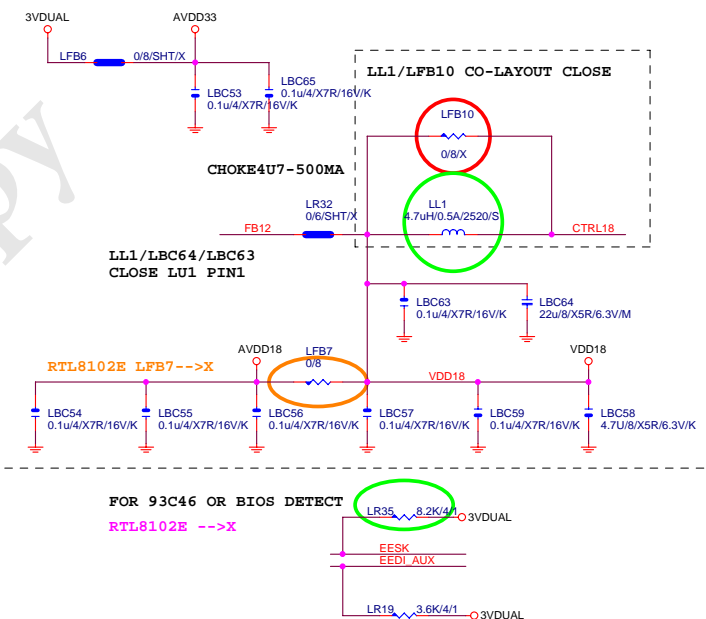 3VDUAL
AVDD33
LFB6
0/8/SHT/X
LBC53
0.1u/4/X7R/16V/K
LBC65
0.1u/4/X7R/16V/K
LL1/LFB10 CO-LAYOUT CLOSE
LFB10
0/8/X
CHOKE4U7-500MA
LR32
0/6/SHT/X
LL1
4.7uH/0.5A/2520/S
FB12
CTRL18
LL1/LBC64/LBC63
CLOSE LU1 PIN1
LBC63
0.1u/4/X7R/16V/K
LBC64
22u/8/X5R/6.3V/M
AVDD18
LFB7
0/8
VDD18
RTL8102E LFB7-->X
VDD18
LBC54
0.1u/4/X7R/16V/K
LBC55
0.1u/4/X7R/16V/K
LBC56
0.1u/4/X7R/16V/K
LBC57
0.1u/4/X7R/16V/K
LBC59
0.1u/4/X7R/16V/K
LBC58
4.7U/8/X5R/6.3V/K
FOR 93C46 OR BIOS DETECT
RTL8102E -->X
LR35
8.2K/4/1
3VDUAL
EESK
EEDI_AUX
LR19
3.6K/4/1
3VDUAL
py